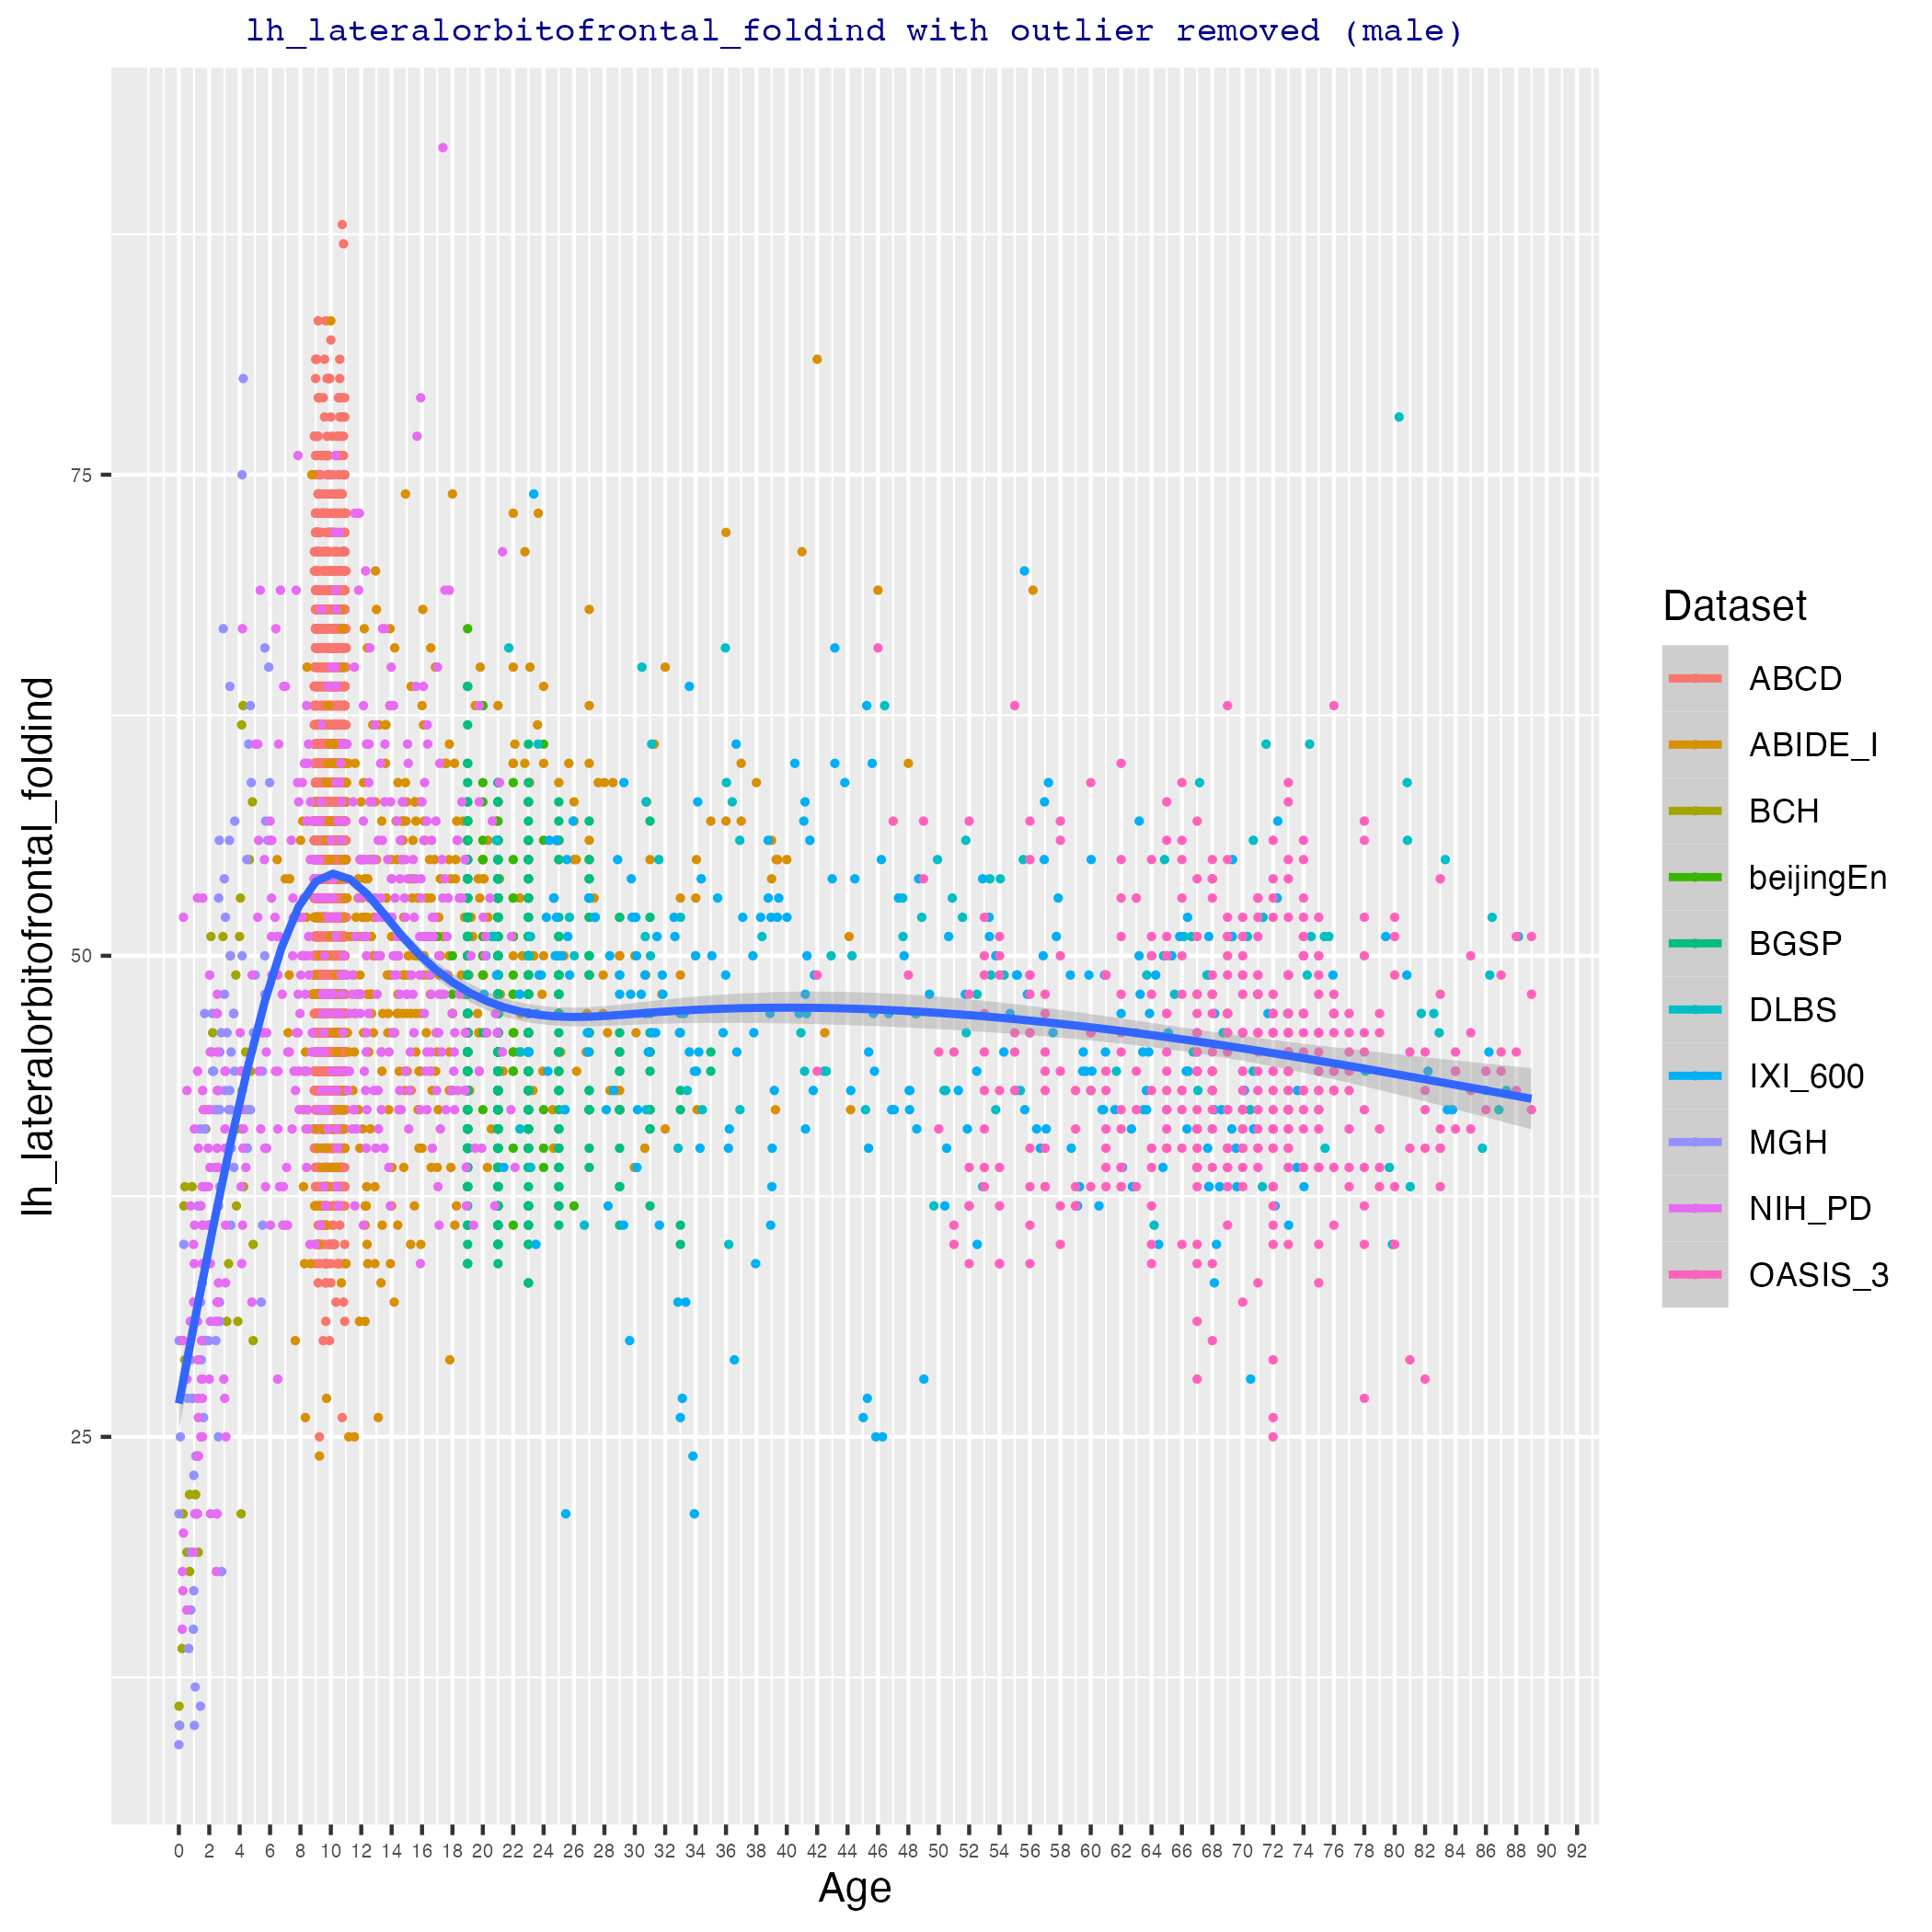 lh_lateralorbitofrontal_foldind with outlier removed (male)
lh_lateralorbitofrontal_foldind
75
50
25
0 2 4 6 8 10 12 14 16 18 20 22 24 26 28 30 32 34 36 38 40 42 44 46 48 50 52 54 56 58 60 62 64 66 68 70 72 74 76 78 80 82 84 86 88 90 92
Age
Dataset
ABCD
ABIDE_I
BCH
beijingEn
BGSP
DLBS
IXI_600
MGH
NIH_PD
OASIS_3